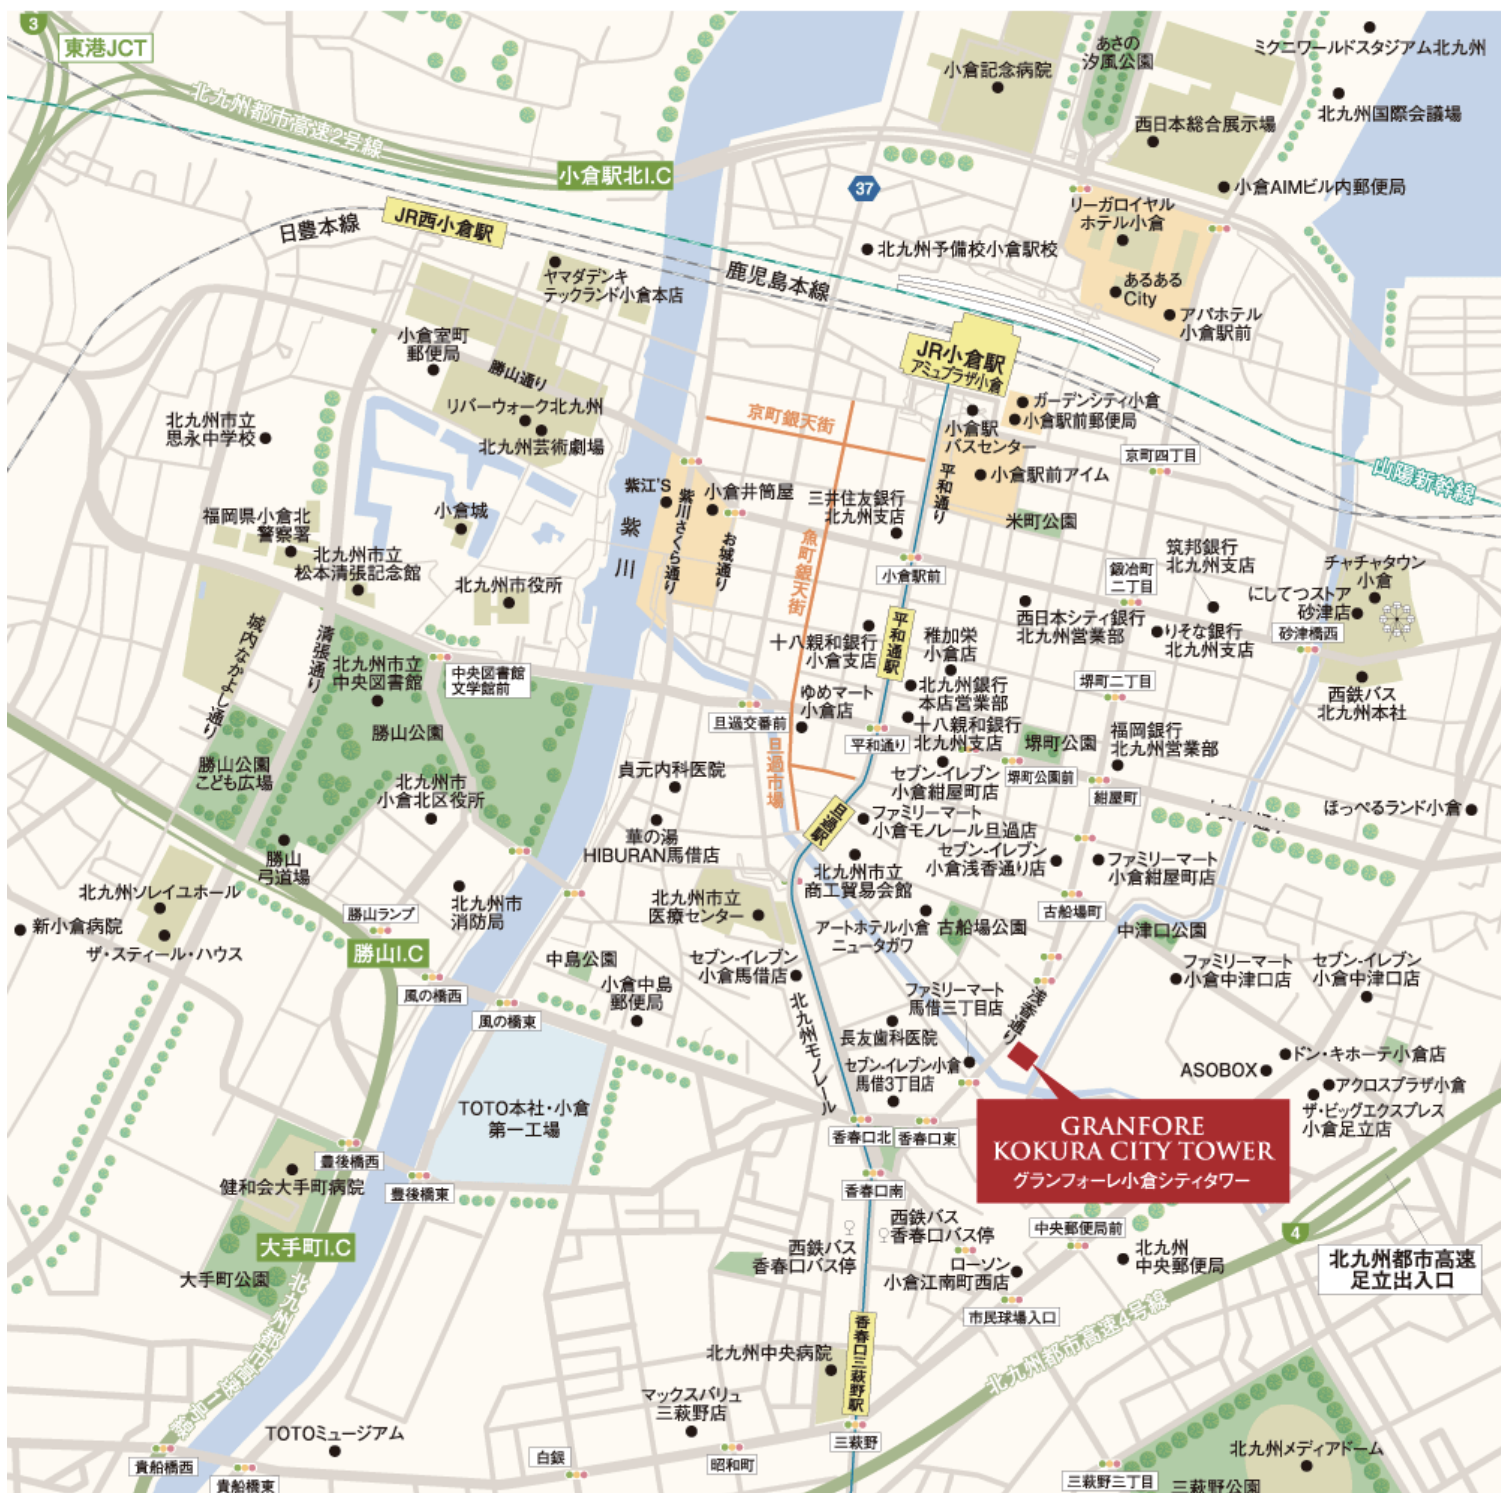 3
東港JCT
北九州都市高速2号線
小倉駅北I.C
日豊本線
JR西小倉駅
ヤマダデンキ
テックランド小倉本店
鹿児島本線
小倉記念病院
あさの
汐風公園
ミクニワールドスタジアム北九州
北九州国際会議場
西日本総合展示場
小倉AIMビル内郵便局
37
リーガロイヤル
ホテル小倉
北九州予備校小倉駅校
あるある
City
アパホテル
小倉駅前
JR小倉駅
アミュプラザ小倉
小倉室町
郵便局
勝山通り
リバーウォーク北九州
北九州芸術劇場
北九州市立
思永中学校
京町銀天街
ガーデンシティ小倉
小倉駅前郵便局
小倉駅
バスセンター
小倉駅前アイム
京町四丁目
山陽新幹線
紫江'S
小倉井筒屋
三井住友銀行
北九州支店
平和通り
米町公園
小倉城
福岡県小倉北
警察署
北九州市立
松本清張記念館
北九州市役所
紫川
紫川さくら通り
お城通り
魚町銀天街
小倉駅前
鍛冶町
二丁目
筑邦銀行
北九州支店
チャチャタウン
小倉
にしてつストア
砂津店
西日本シティ銀行
北九州営業部
りそな銀行
北九州支店
砂津橋西
城内なかよし通り
清張通り
北九州市立
中央図書館
中央図書館
文学館前
十八親和銀行
小倉支店
平和通駅
稚加栄
小倉店
北九州銀行
本店営業部
堺町二丁目
西鉄バス
北九州本社
勝山公園
旦過交番前
ゆめマート
小倉店
十八親和銀行
北九州支店
平和通り
堺町公園
福岡銀行
北九州営業部
勝山公園
こども広場
北九州市
小倉北区役所
貞元内科医院
旦過市場
セブン-イレブン
小倉紺屋町店
堺町公園前
紺屋町
ほっぺるランド小倉
華の湯
HIBURAN馬借店
旦過駅
ファミリーマート
小倉モノレール旦過店
セブン-イレブン
小倉浅香通り店
ファミリーマート
小倉紺屋町店
勝山
弓道場
北九州市立
商工貿易会館
北九州ソレイユホール
新小倉病院
ザ・スティール・ハウス
勝山ランプ
勝山I.C
北九州市
消防局
北九州市立
医療センター
アートホテル小倉
ニュータガワ
古船場公園
古船場町
中津口公園
中島公園
小倉中島
郵便局
セブン-イレブン
小倉馬借店
ファミリーマート
小倉中津口店
セブン-イレブン
小倉中津口店
風の橋西
風の橋東
北九州モノレール
ファミリーマート
馬借三丁目店
浅香通り
長友歯科医院
セブン-イレブン小倉
馬借3丁目店
ASOBOX
ドン・キホーテ小倉店
アクロスプラザ小倉
ザ・ビッグエクスプレス
小倉足立店
TOTO本社・小倉
第一工場
香春口北
香春口東
GRANFORE
KOKURA CITY TOWER
グランフォーレ小倉シティタワー
豊後橋西
豊後橋東
健和会大手町病院
香春口南
大手町I.C
大手町公園
西鉄バス
香春口バス停
西鉄バス
香春口バス停
中央郵便局前
北九州
中央郵便局
4
北九州都市高速
足立出入口
ローソン
小倉江南町西店
市民球場入口
北九州都市高速4号線
北九州都市高速1号線
北九州中央病院
香春口三萩野駅
マックスバリュ
三萩野店
TOTOミュージアム
三萩野
北九州メディアドーム
貴船橋西
貴船橋東
白銀
昭和町
三萩野三丁目
三萩野公園